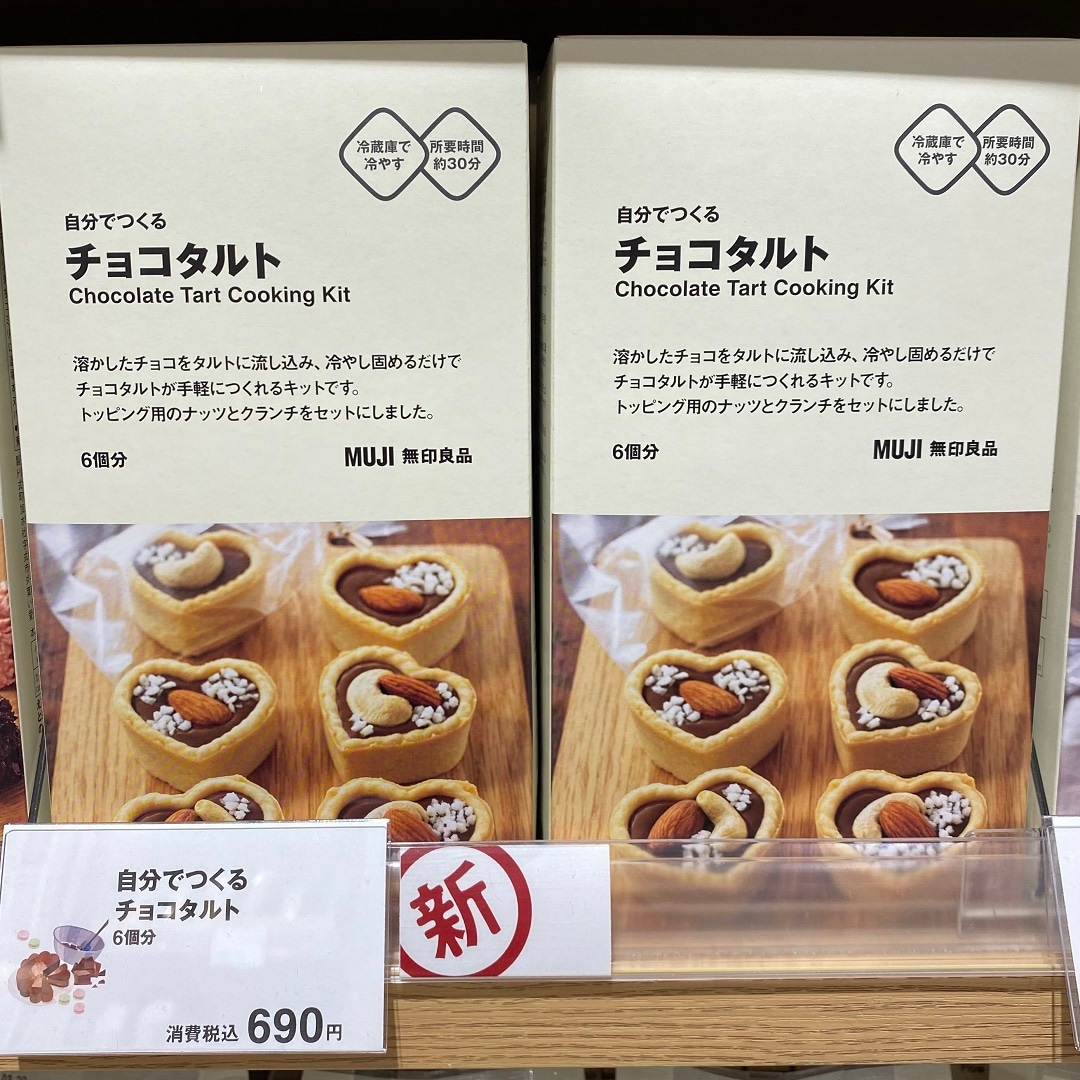 冷蔵庫で
冷やす
所要時間
約30分
自分でつくる
チョコタルト
Chocolate Tart Cooking Kit
溶かしたチョコをタルトに流し込み、冷やし固めるだけで
チョコタルトが手軽につくれるキットです。
トッピング用のナッツとクランチをセットにしました。
6個分
MUJI 無印良品
冷蔵庫で
冷やす
所要時間
約30分
自分でつくる
チョコタルト
Chocolate Tart Cooking Kit
溶かしたチョコをタルトに流し込み、冷やし固めるだけで
チョコタルトが手軽につくれるキットです。
トッピング用のナッツとクランチをセットにしました。
6個分
MUJI 無印良品
自分でつくる
チョコタルト
6個分
消費税込 690円
新